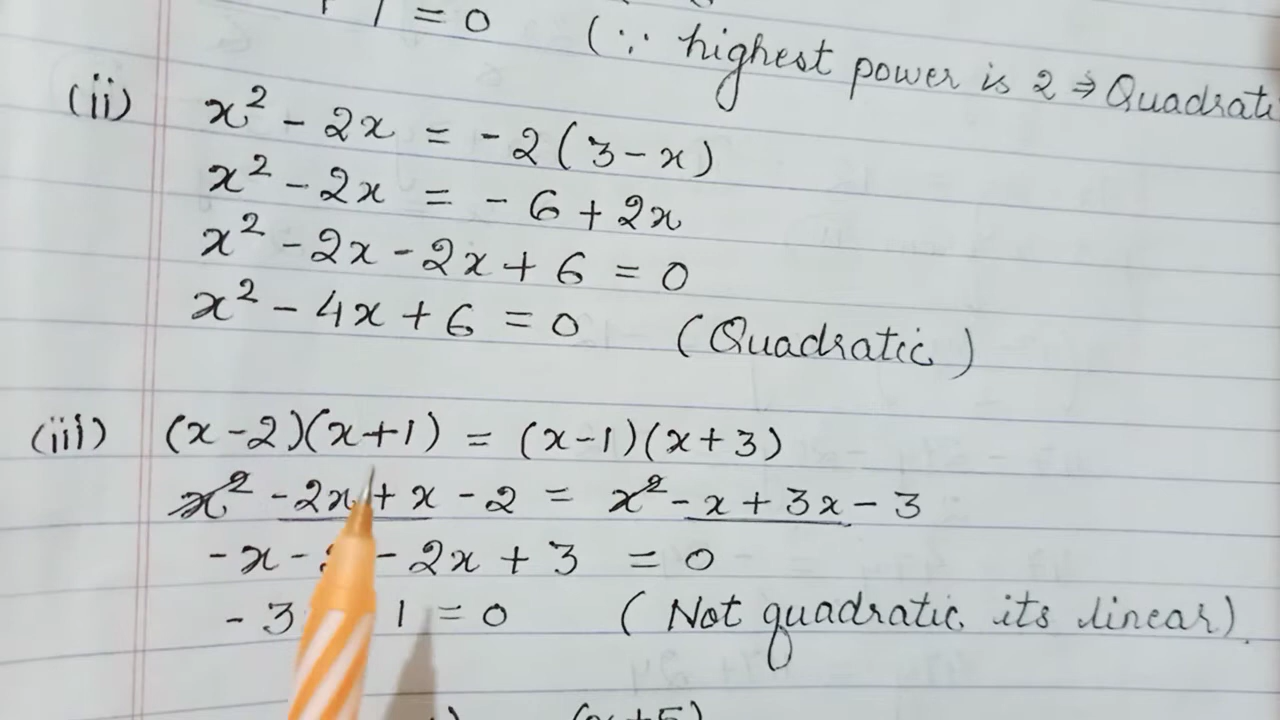 1 = 0 (∵ highest power is 2 ⇒ Quadrati
(ii) x² - 2x = -2(3-x)
x² - 2x = - 6 + 2x
x² - 2x - 2x + 6 = 0
x² - 4x + 6 = 0 (Quadratic)
(iii) (x-2)(x+1) = (x-1)(x+3)
x² - 2x + x - 2 = x² - x + 3x - 3
- x - - 2x + 3 = 0
- 3 1 = 0 (Not quadratic its linear).
(x+5)